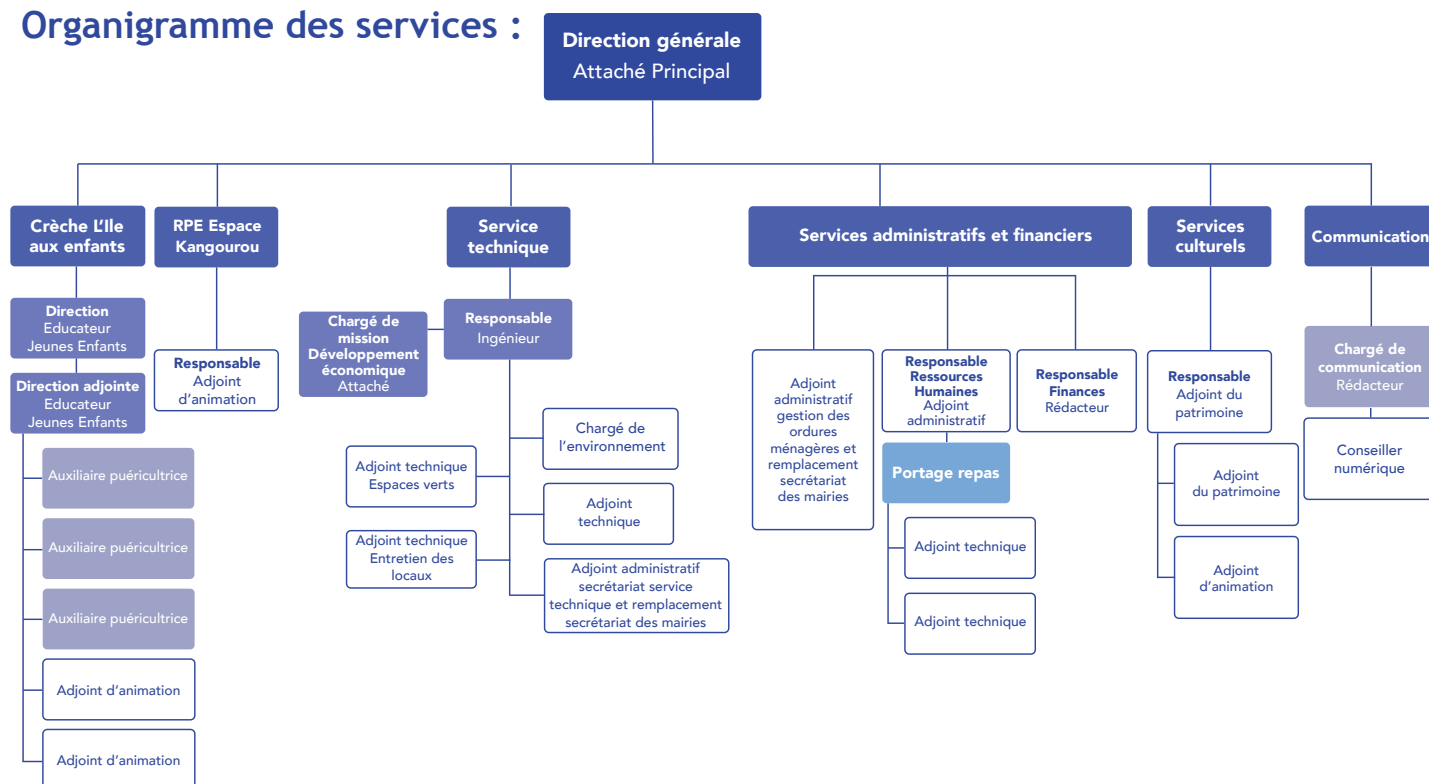 Organigramme des services :
Direction générale
Attaché Principal
Crèche L'Ile
aux enfants
Direction
Educateur
Jeunes Enfants
Direction adjointe
Educateur
Jeunes Enfants
Auxiliaire puéricultrice
Auxiliaire puéricultrice
Auxiliaire puéricultrice
Adjoint d'animation
Adjoint d'animation
RPE Espace
Kangourou
Responsable
Adjoint
d'animation
Service
technique
Chargé de
mission
Développement
économique
Attaché
Responsable
Ingénieur
Chargé de
l'environnement
Adjoint technique
Espaces verts
Adjoint
technique
Adjoint technique
Entretien des
locaux
Adjoint administratif
secrétariat service
technique et remplacement
secrétariat des mairies
Services administratifs et financiers
Adjoint
administratif
gestion des
ordures
ménagères et
remplacement
secrétariat
des mairies
Responsable
Ressources
Humaines
Adjoint
administratif
Portage repas
Adjoint technique
Adjoint technique
Responsable
Finances
Rédacteur
Services
culturels
Responsable
Adjoint du
patrimoine
Adjoint
du patrimoine
Adjoint
d'animation
Communication
Chargé de
communication
Rédacteur
Conseiller
numérique